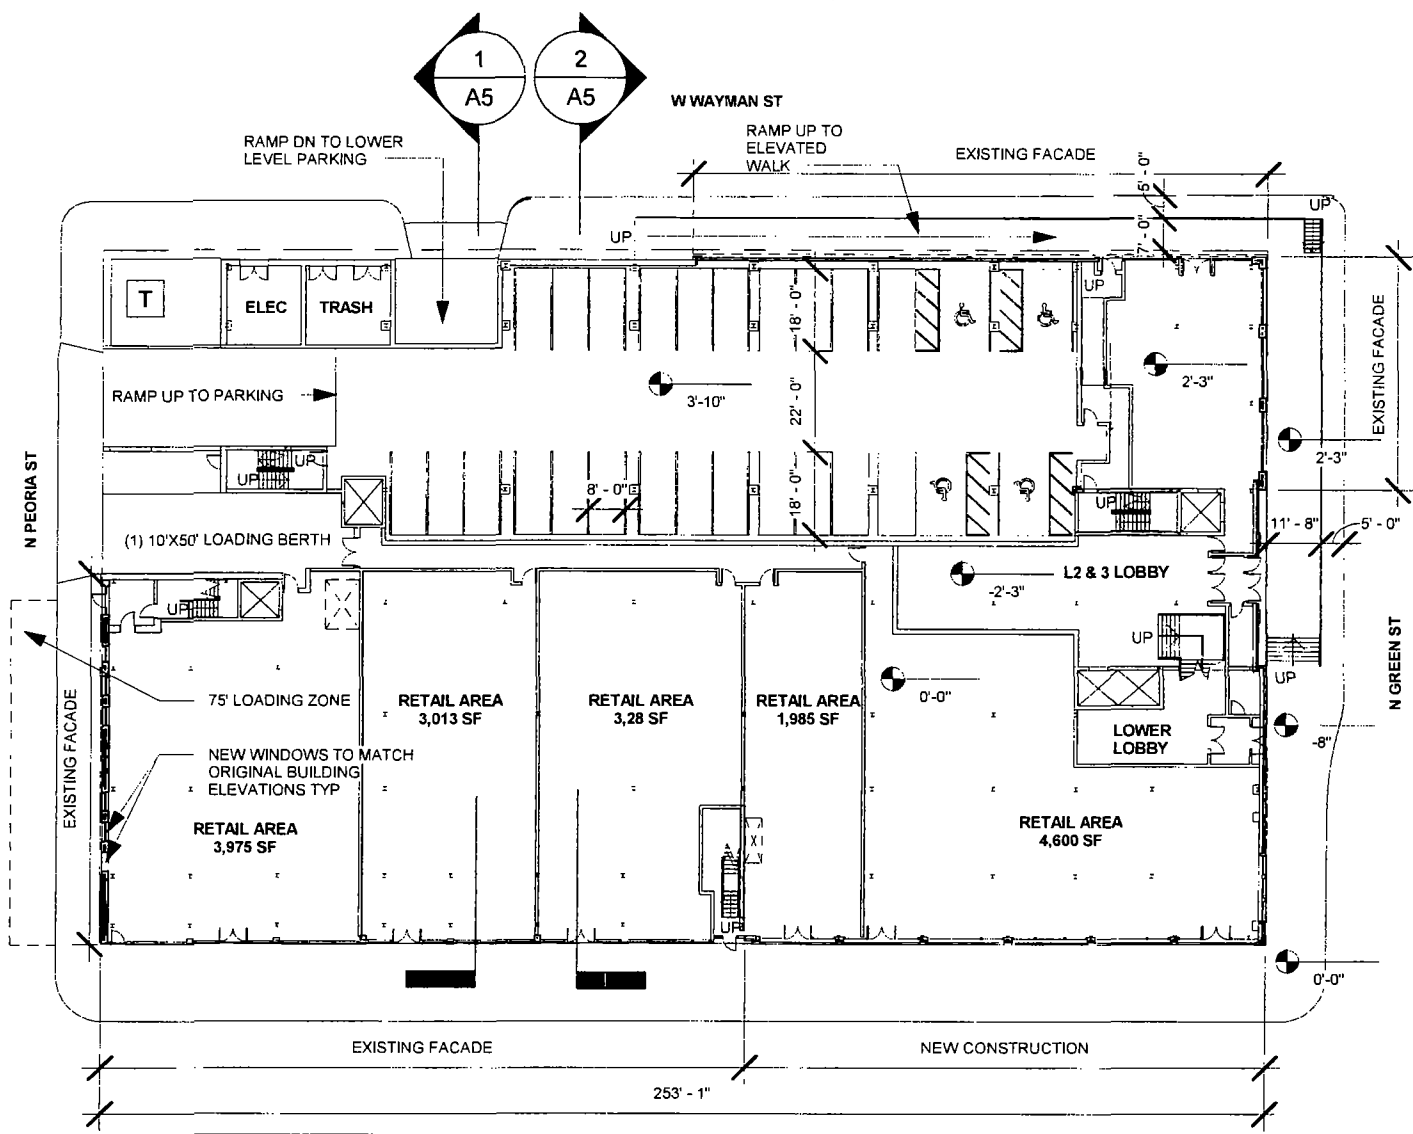 1
A5
2
A5
W WAYMAN ST
RAMP DN TO LOWER
LEVEL PARKING
RAMP UP TO
ELEVATED
WALK
EXISTING FACADE
5' - 0"
7' - 0"
UP
UP
T
ELEC
TRASH
18' - 0"
UP
EXISTING FACADE
2'-3"
RAMP UP TO PARKING
3'-10"
22' - 0"
2'-3"
N PEORIA ST
UP
UP
8' - 0"
18' - 0"
UP
11' - 8"
5' - 0"
(1) 10'X50' LOADING BERTH
L2 & 3 LOBBY
-2'-3"
UP
UP
N GREEN ST
UP
0'-0"
75' LOADING ZONE
RETAIL AREA
3,013 SF
RETAIL AREA
3,28 SF
RETAIL AREA
1,985 SF
LOWER
LOBBY
-8"
EXISTING FACADE
NEW WINDOWS TO MATCH
ORIGINAL BUILDING
ELEVATIONS TYP
RETAIL AREA
3,975 SF
RETAIL AREA
4,600 SF
UP
0'-0"
EXISTING FACADE
NEW CONSTRUCTION
253' - 1"